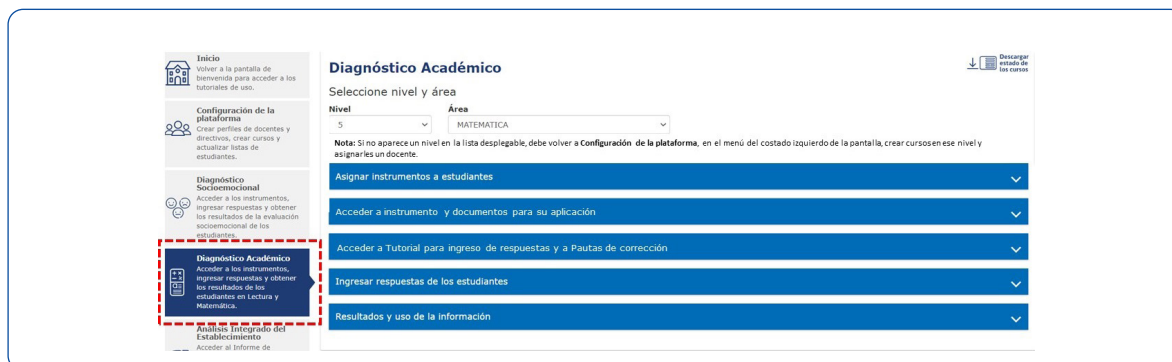 Inicio
Volver a la pantalla de
bienvenida para acceder a los
tutoriales de uso.
Configuración de la
plataforma
Crear perfiles de docentes y
directivos, crear cursos y
actualizar listas de
estudiantes.
Diagnóstico
Socioemocional
Acceder a los instrumentos,
ingresar respuestas y obtener
los resultados de la evaluación
socioemocional de los
estudiantes.
Diagnóstico Académico
Acceder a los instrumentos,
ingresar respuestas y obtener
los resultados de los
estudiantes en Lectura y
Matemática.
Análisis Integrado del
Establecimiento
Acceder al Informe de
Diagnóstico Académico
Descargar
estado de
los cursos
Seleccione nivel y área
Nivel
Área
5
MATEMATICA
Nota: Si no aparece un nivel en la lista desplegable, debe volver a Configuración de la plataforma, en el menú del costado izquierdo de la pantalla, crear cursos en ese nivel y
asignarles un docente.
Asignar instrumentos a estudiantes
Acceder a instrumento y documentos para su aplicación
Acceder a Tutorial para ingreso de respuestas y a Pautas de corrección
Ingresar respuestas de los estudiantes
Resultados y uso de la información